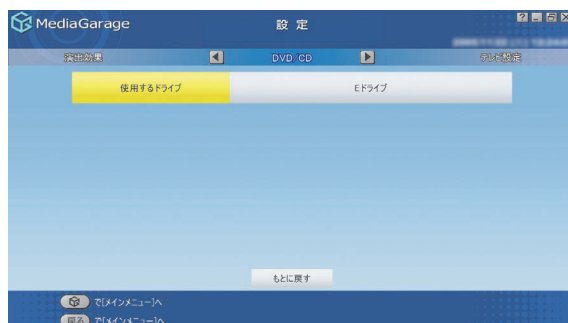 MediaGarage
設定
演出効果
DVD/CD
テレビ設定
使用するドライブ
Eドライブ
もとに戻す
で[メインメニュー]へ
戻る で[メインメニュー]へ